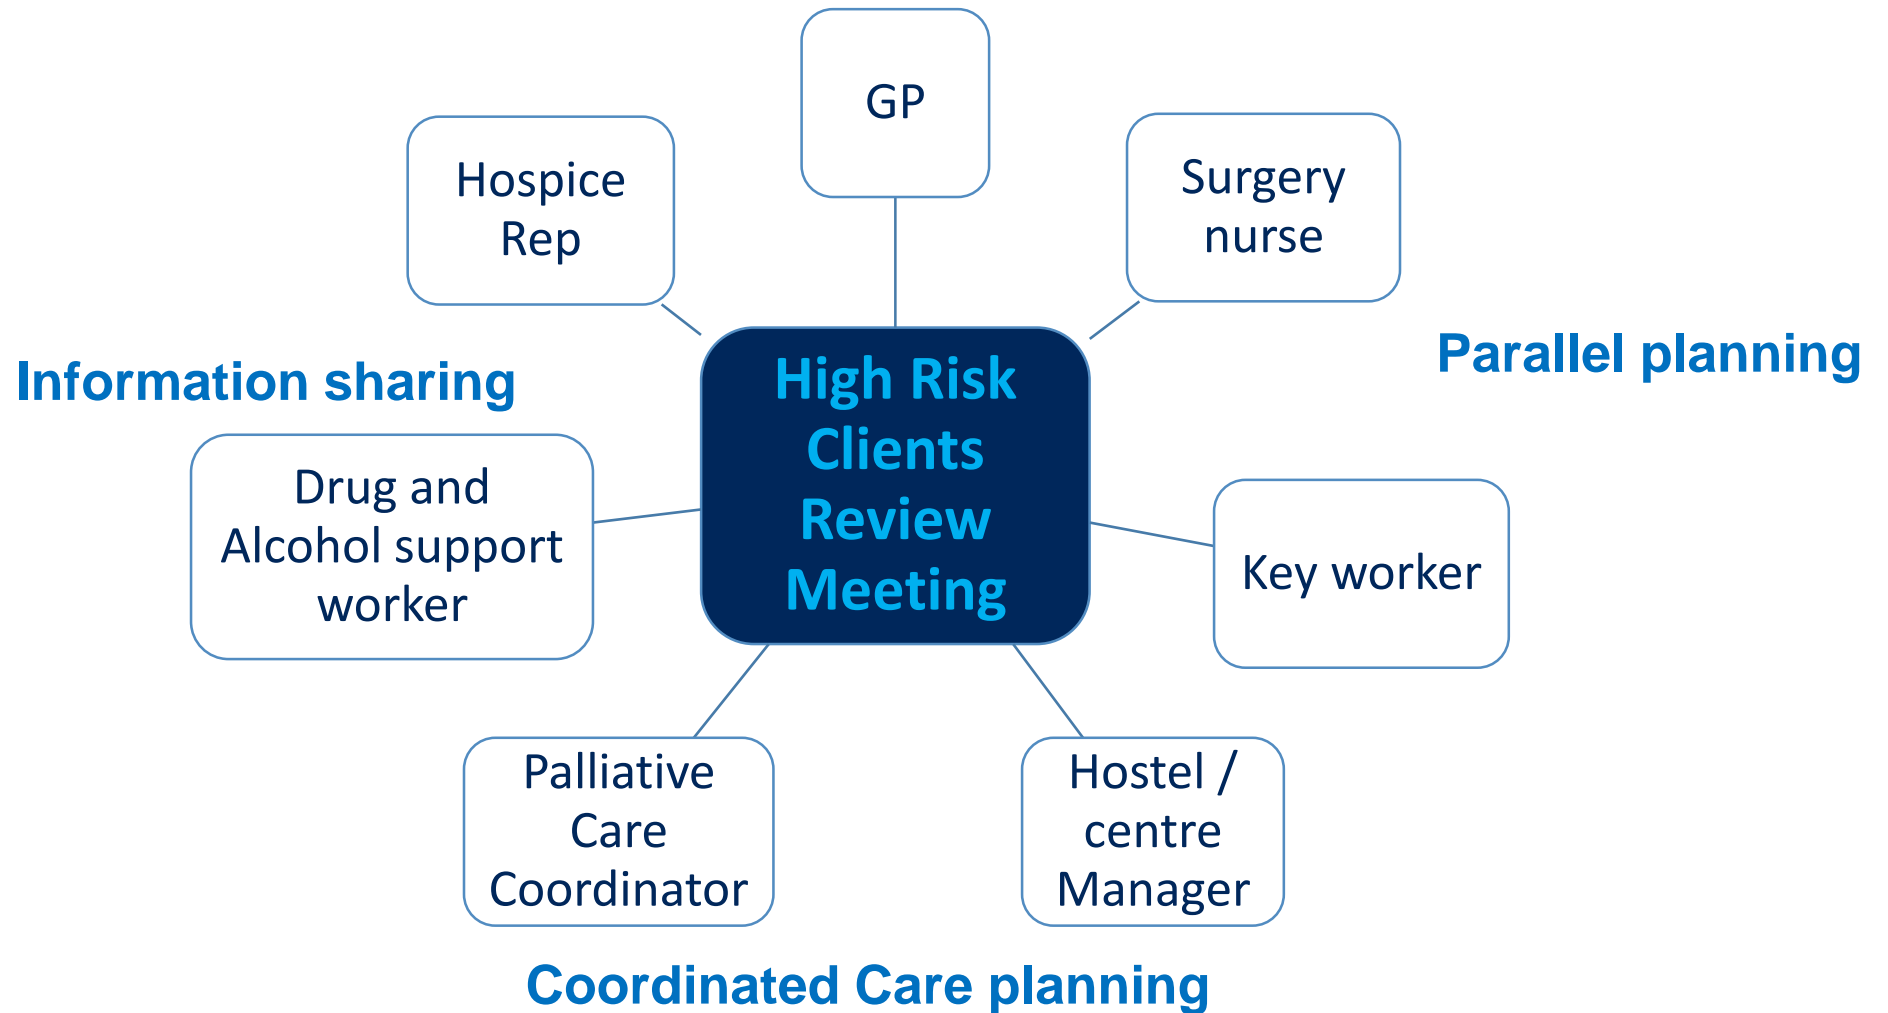 GP
Hospice
Rep
Surgery
nurse
Information sharing
Parallel planning
High Risk
Clients
Review
Meeting
Drug and
Alcohol support
worker
Key worker
Palliative
Care
Coordinator
Hostel /
centre
Manager
Coordinated Care planning